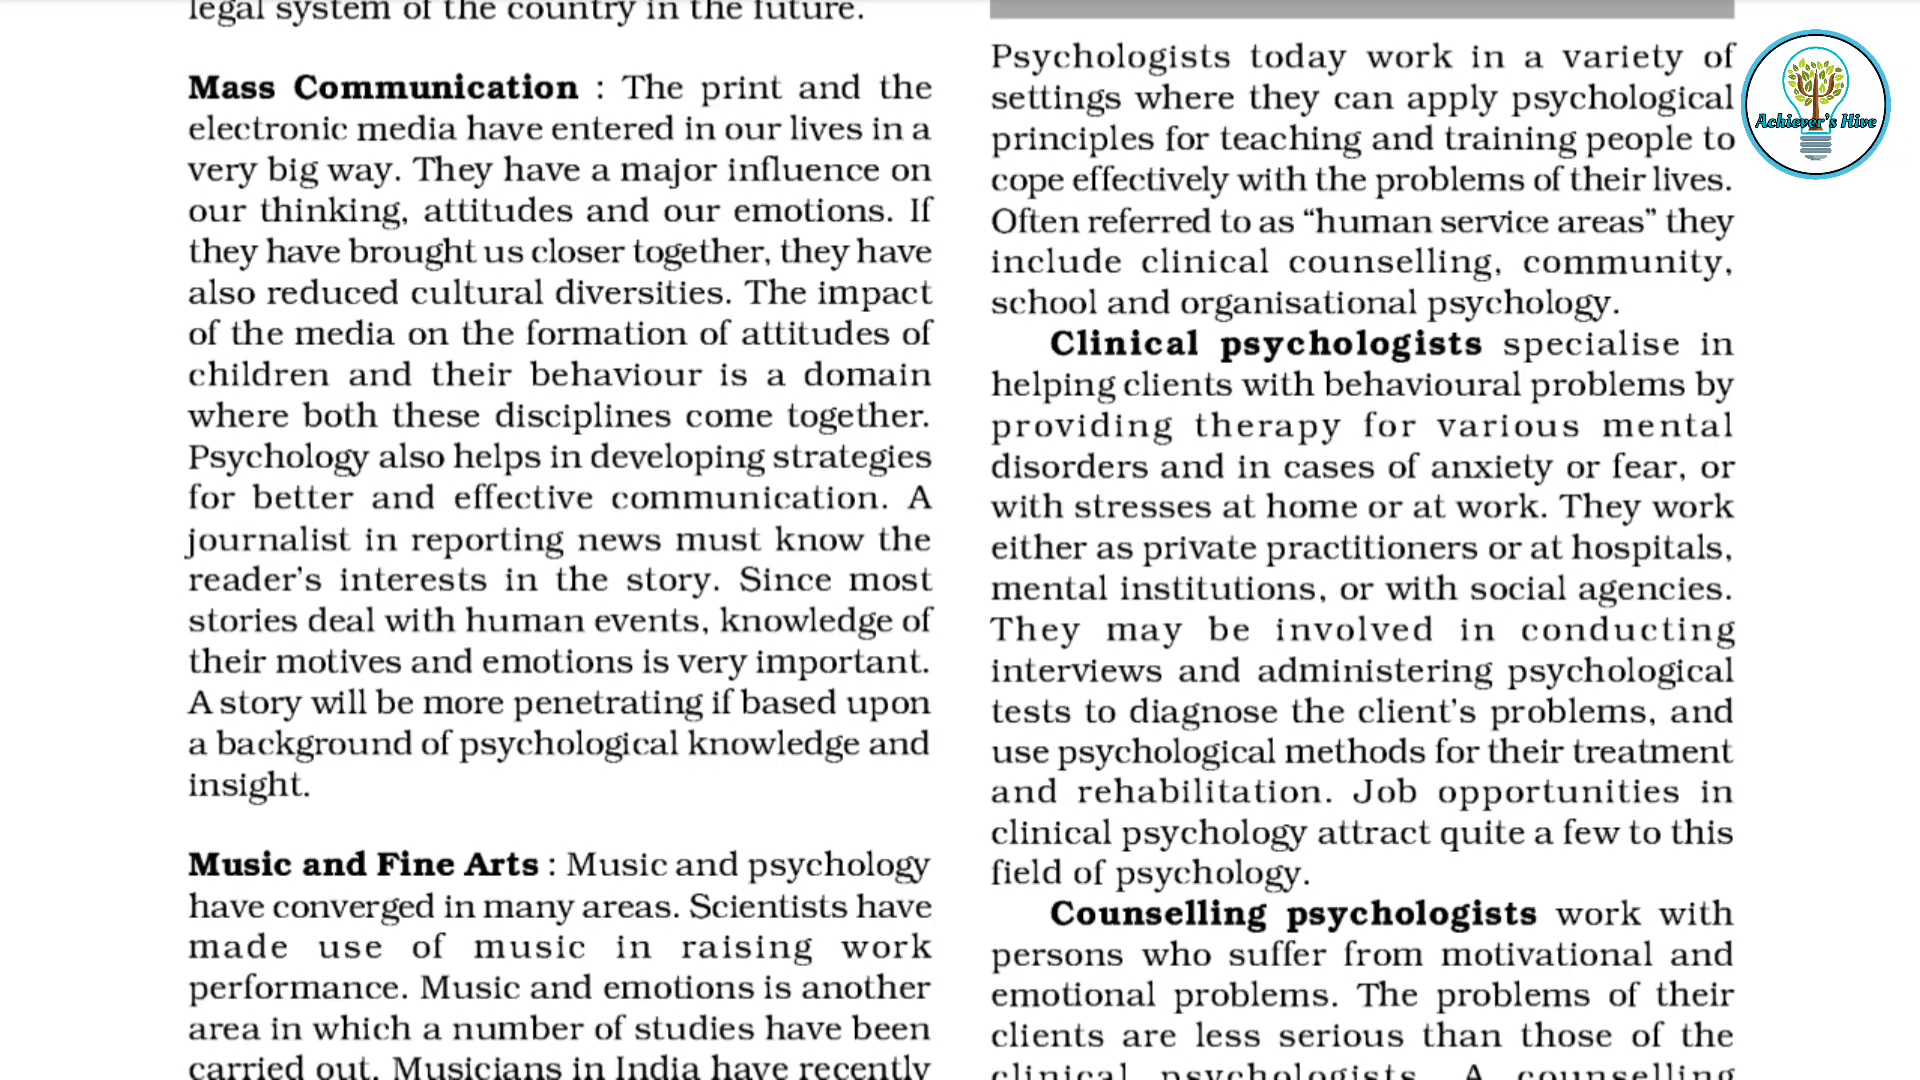 legal system of the country in the future.
Mass Communication : The print and the
electronic media have entered in our lives in a
very big way. They have a major influence on
our thinking, attitudes and our emotions. If
they have brought us closer together, they have
also reduced cultural diversities. The impact
of the media on the formation of attitudes of
children and their behaviour is a domain
where both these disciplines come together.
Psychology also helps in developing strategies
for better and effective communication. A
journalist in reporting news must know the
reader's interests in the story. Since most
stories deal with human events, knowledge of
their motives and emotions is very important.
A story will be more penetrating if based upon
a background of psychological knowledge and
insight.
Music and Fine Arts : Music and psychology
have converged in many areas. Scientists have
made use of music in raising work
performance. Music and emotions is another
area in which a number of studies have been
carried out. Musicians in India have recently
Psychologists today work in a variety of
settings where they can apply psychological
principles for teaching and training people to
cope effectively with the problems of their lives.
Often referred to as “human service areas” they
include clinical counselling, community,
school and organisational psychology.
Clinical psychologists specialise in
helping clients with behavioural problems by
providing therapy for various mental
disorders and in cases of anxiety or fear, or
with stresses at home or at work. They work
either as private practitioners or at hospitals,
mental institutions, or with social agencies.
They may be involved in conducting
interviews and administering psychological
tests to diagnose the client's problems, and
use psychological methods for their treatment
and rehabilitation. Job opportunities in
clinical psychology attract quite a few to this
field of psychology.
Counselling psychologists work with
persons who suffer from motivational and
emotional problems. The problems of their
clients are less serious than those of the
clinical psychologists. A counselling
Achiever's Hive